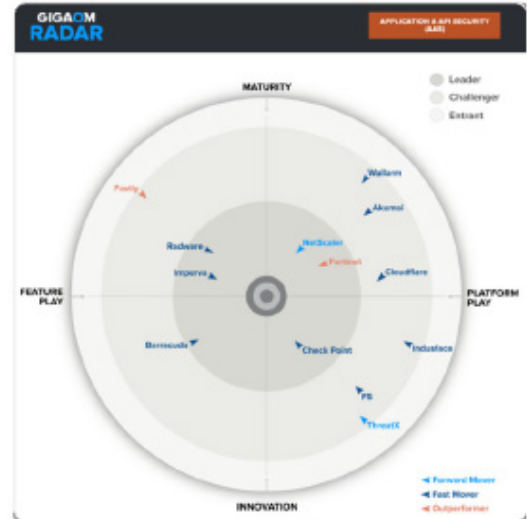 GIGAOM
RADAR
APPLICATION & API SECURITY
(AAS)
Leader
Challenger
Entrant
MATURITY
Wallarm
Fastly
Akamai
Radware
NetScaler
Fortinet
Imperva
Cloudflare
FEATURE
PLAY
PLATFORM
PLAY
Barracuda
Check Point
Indusface
F5
ThreatX
Forward Mover
Fast Mover
Outperformer
INNOVATION